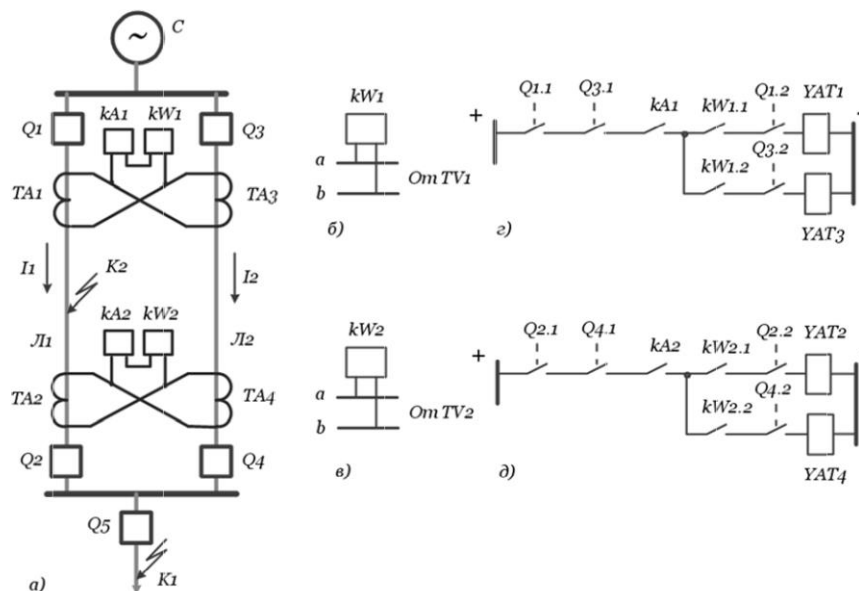 C
kA1 kW1
Q1
Q3
TA1
TA3
I1
K2
I2
kA2 kW2
Л1
Л2
TA2
TA4
Q2
Q4
Q5
K1
а)
kW1
a
b
От TV1
б)
kW2
a
b
От TV2
в)
+
Q1.1
Q3.1
kA1
kW1.1
Q1.2
YAT1
kW1.2
Q3.2
YAT3
г)
+
Q2.1
Q4.1
kA2
kW2.1
Q2.2
YAT2
kW2.2
Q4.2
YAT4
д)